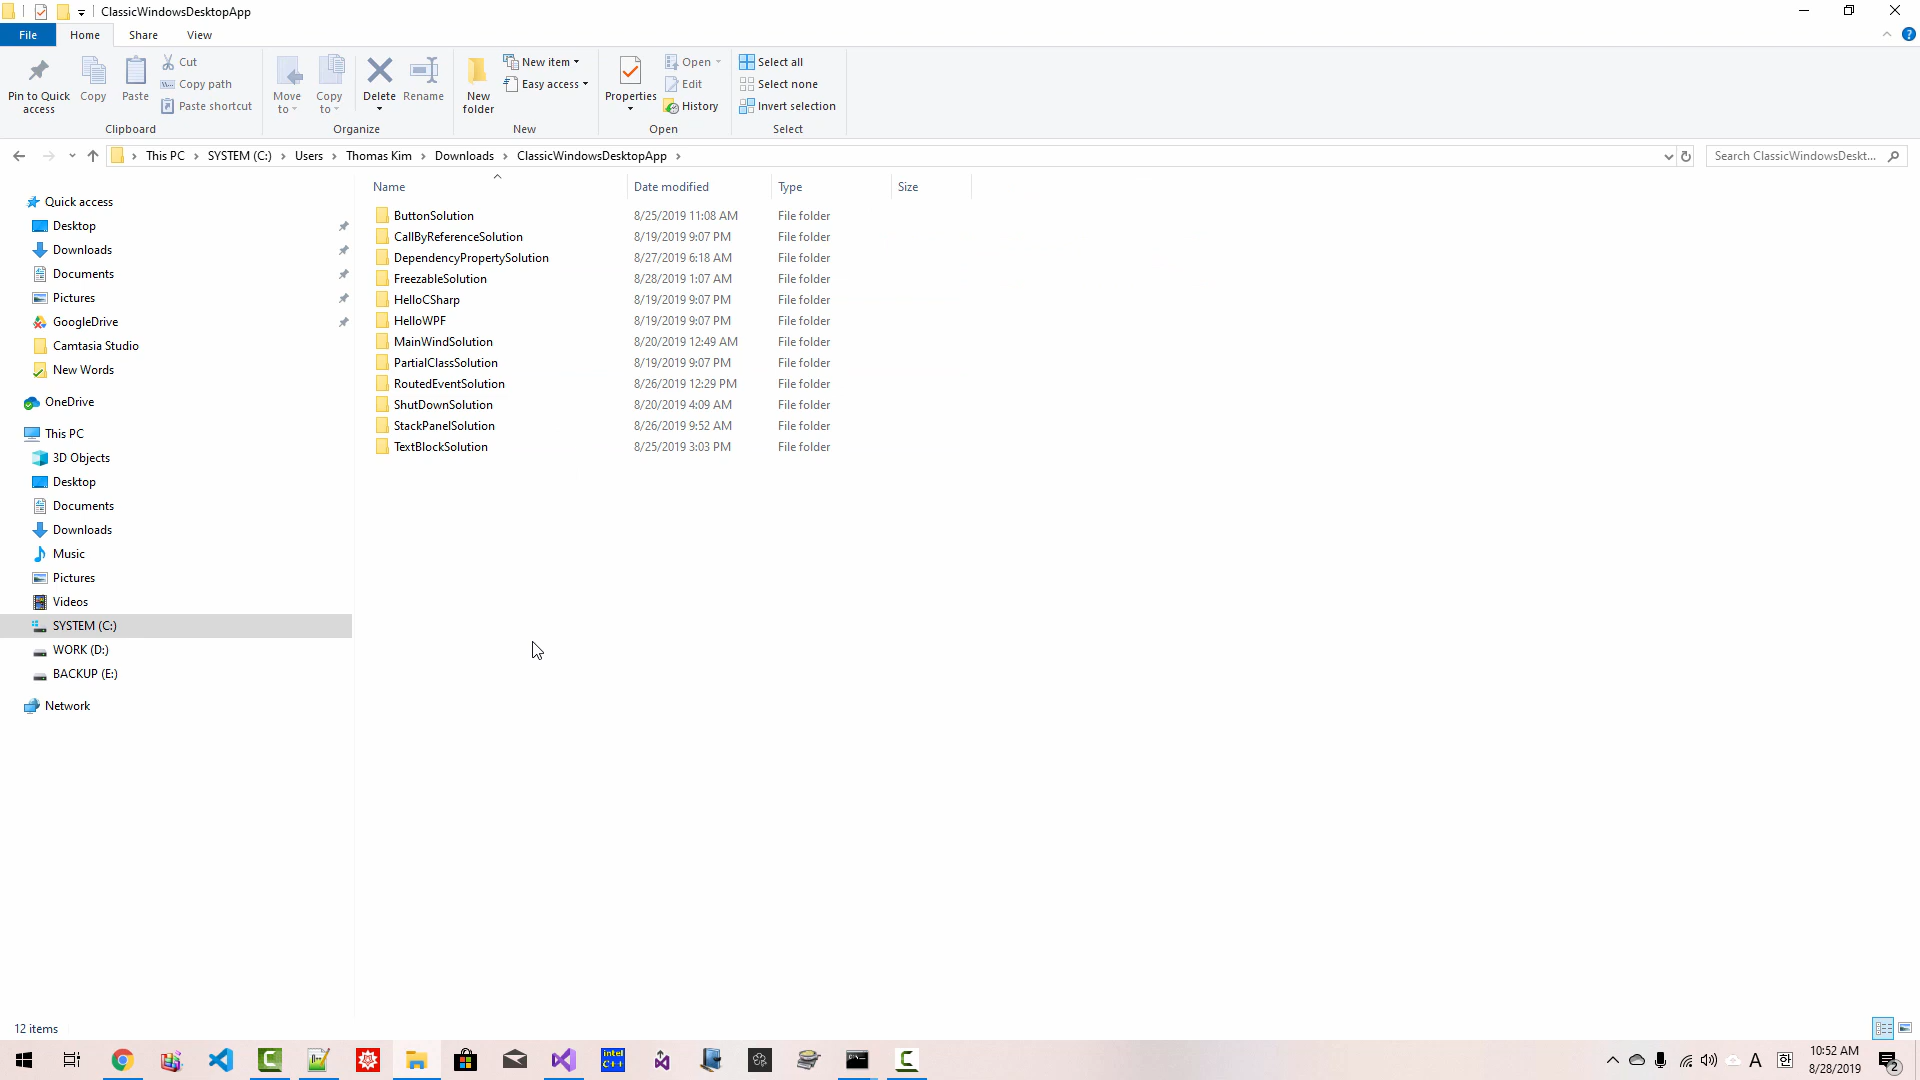 ClassicWindowsDesktopApp
File Home Share View
Pin to Quick access
Copy
Paste
Cut
Copy path
Paste shortcut
Clipboard
Move to
Copy to
Delete
Rename
Organize
New folder
New item
Easy access
New
Properties
Open
Edit
History
Open
Select all
Select none
Invert selection
Select
This PC SYSTEM (C:) Users Thomas Kim Downloads ClassicWindowsDesktopApp
Search ClassicWindowsDeskt...
Quick access
Desktop
Downloads
Documents
Pictures
GoogleDrive
Camtasia Studio
New Words
OneDrive
This PC
3D Objects
Desktop
Documents
Downloads
Music
Pictures
Videos
SYSTEM (C:)
WORK (D:)
BACKUP (E:)
Network
Name Date modified Type Size
ButtonSolution 8/25/2019 11:08 AM File folder
CallByReferenceSolution 8/19/2019 9:07 PM File folder
DependencyPropertySolution 8/27/2019 6:18 AM File folder
FreezableSolution 8/28/2019 1:07 AM File folder
HelloCSharp 8/19/2019 9:07 PM File folder
HelloWPF 8/19/2019 9:07 PM File folder
MainWindSolution 8/20/2019 12:49 AM File folder
PartialClassSolution 8/19/2019 9:07 PM File folder
RoutedEventSolution 8/26/2019 12:29 PM File folder
ShutDownSolution 8/20/2019 4:09 AM File folder
StackPanelSolution 8/26/2019 9:52 AM File folder
TextBlockSolution 8/25/2019 3:03 PM File folder
12 items
intel C++
A 한
10:52 AM
8/28/2019
2